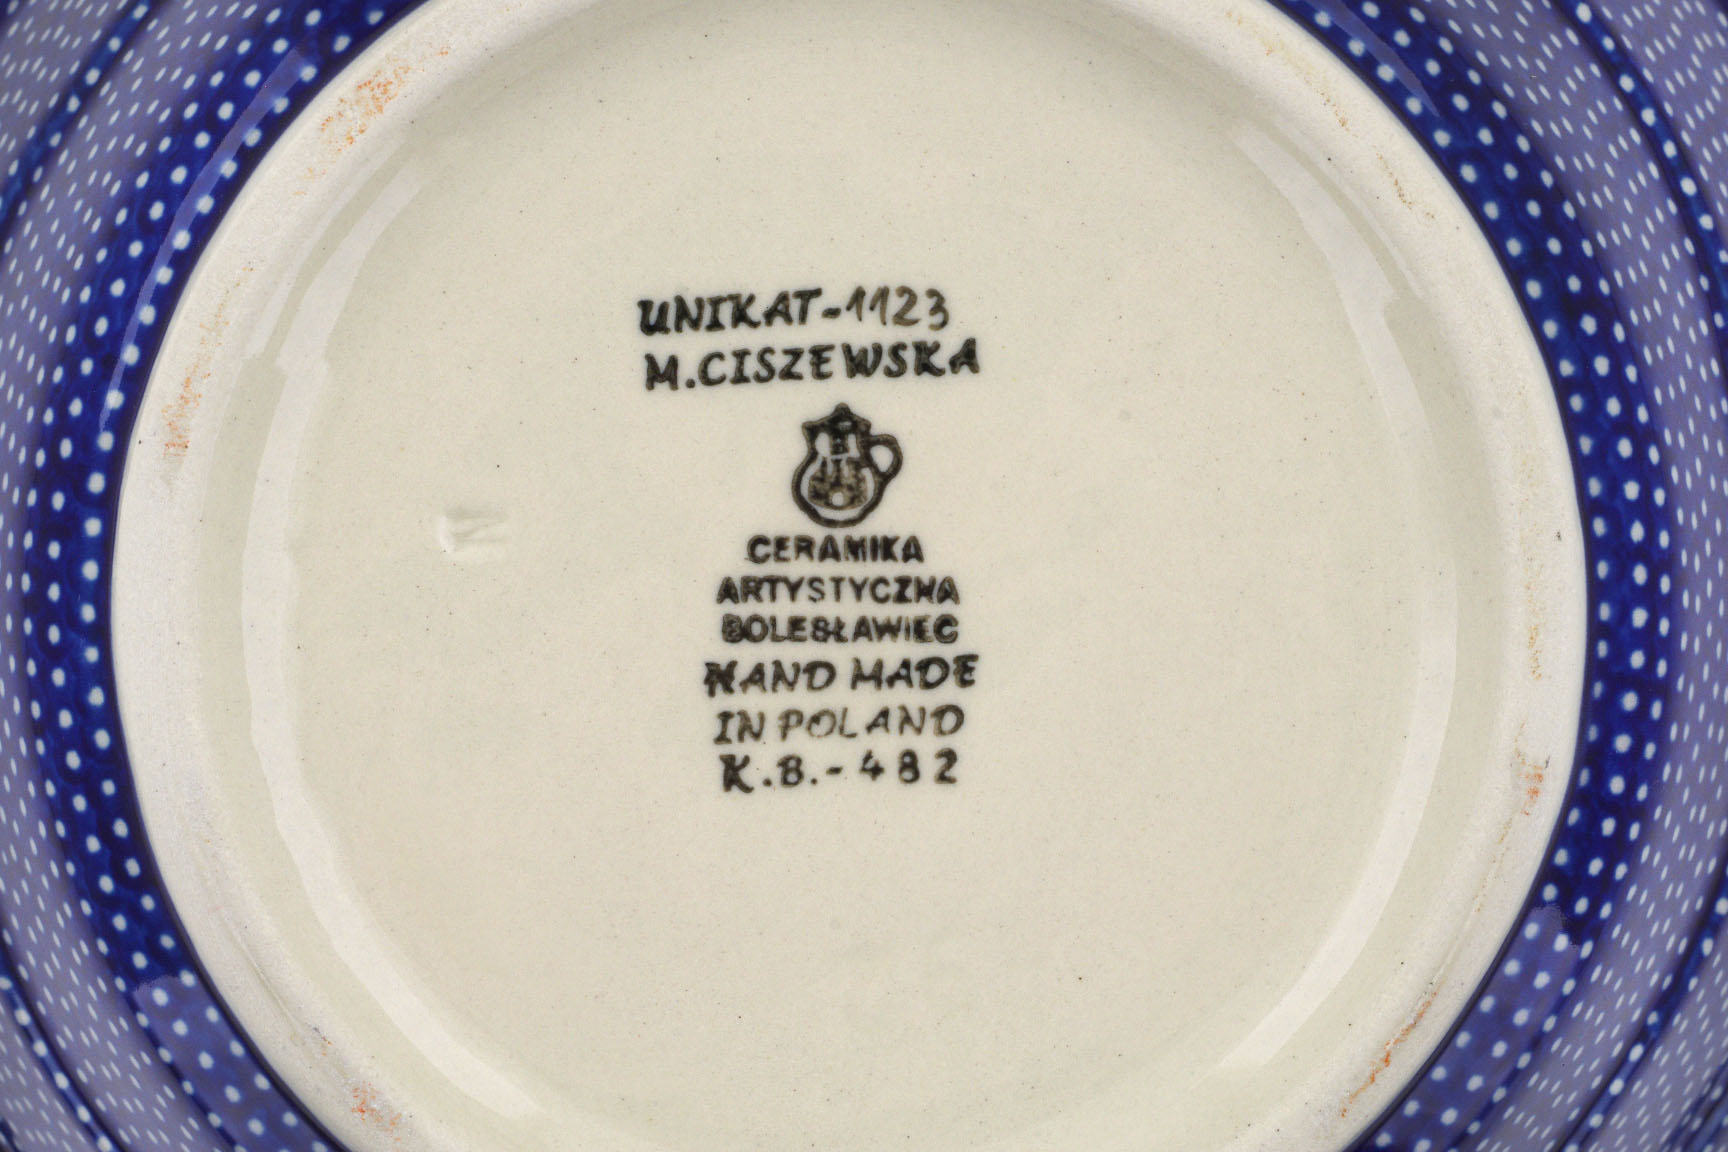 UNIKAT-1123
M.CISZEWSKA
CERAMIKA
ARTYSTYCZNA
BOLESŁAWIEC
HAND MADE
IN POLAND
K.B.-482